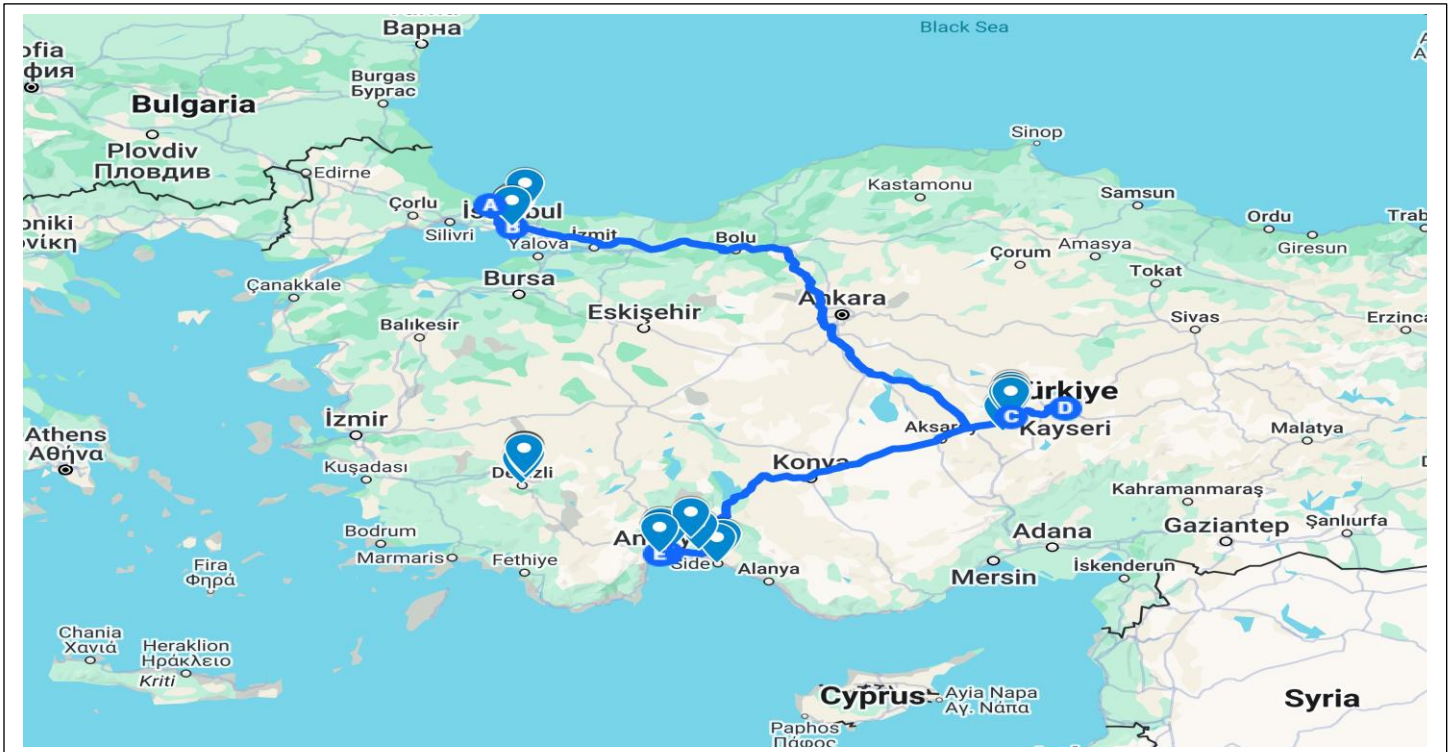 Варна
Black Sea
ofia
фия
Burgas
Бургас
Bulgaria
Plovdiv
Пловдив
Edirne
Sinop
Kastamonu
Samsun
Çorlu
A
Silivri
B
Yalova
İzmit
Bolu
Ordu
Trab
Giresun
oniki
ονίκη
Çanakkale
Bursa
Çorum
Amasya
Tokat
Eskişehir
Ankara
Balıkesir
Sivas
Erzinca
İzmir
ürkiye
D
C
Kayseri
Athens
Αθήνα
Malatya
Kuşadası
Konya
Kahramanmaraş
Bodrum
Marmaris
Fethiye
Side
Alanya
Adana
Gaziantep
Şanlıurfa
Mersin
İskenderun
Fira
Φηρά
Chania
Χανιά
Heraklion
Ηράκλειο
Kriti
Cyprus
Ayia Napa
Αγ. Νάπα
Paphos
Syria